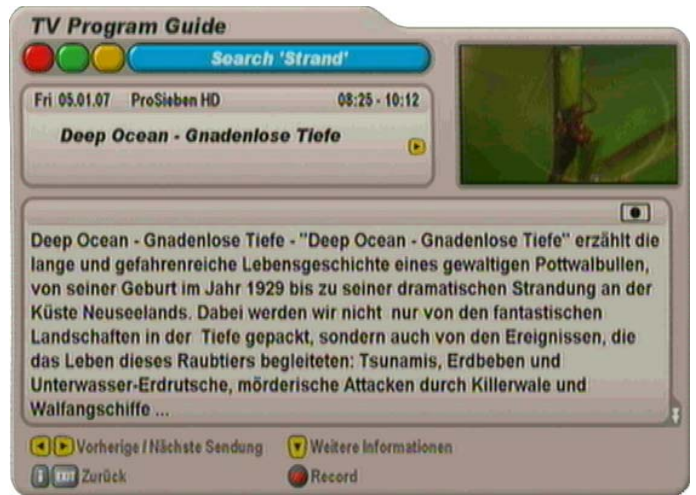 TV Program Guide
Search 'Strand'
Fri 05.01.07 ProSieben HD 08:25 - 10:12
Deep Ocean - Gnadenlose Tiefe
Deep Ocean - Gnadenlose Tiefe - "Deep Ocean - Gnadenlose Tiefe" erzählt die
lange und gefahrenreiche Lebensgeschichte eines gewaltigen Pottwalbullen,
von seiner Geburt im Jahr 1929 bis zu seiner dramatischen Strandung an der
Küste Neuseelands. Dabei werden wir nicht nur von den fantastischen
Landschaften in der Tiefe gepackt, sondern auch von den Ereignissen, die
das Leben dieses Raubtiers begleiteten: Tsunamis, Erdbeben und
Unterwasser-Erdrutsche, mörderische Attacken durch Killerwale und
Walfangschiffe ...
Vorherige / Nächste Sendung Weitere Informationen
i EXIT Zurück Record